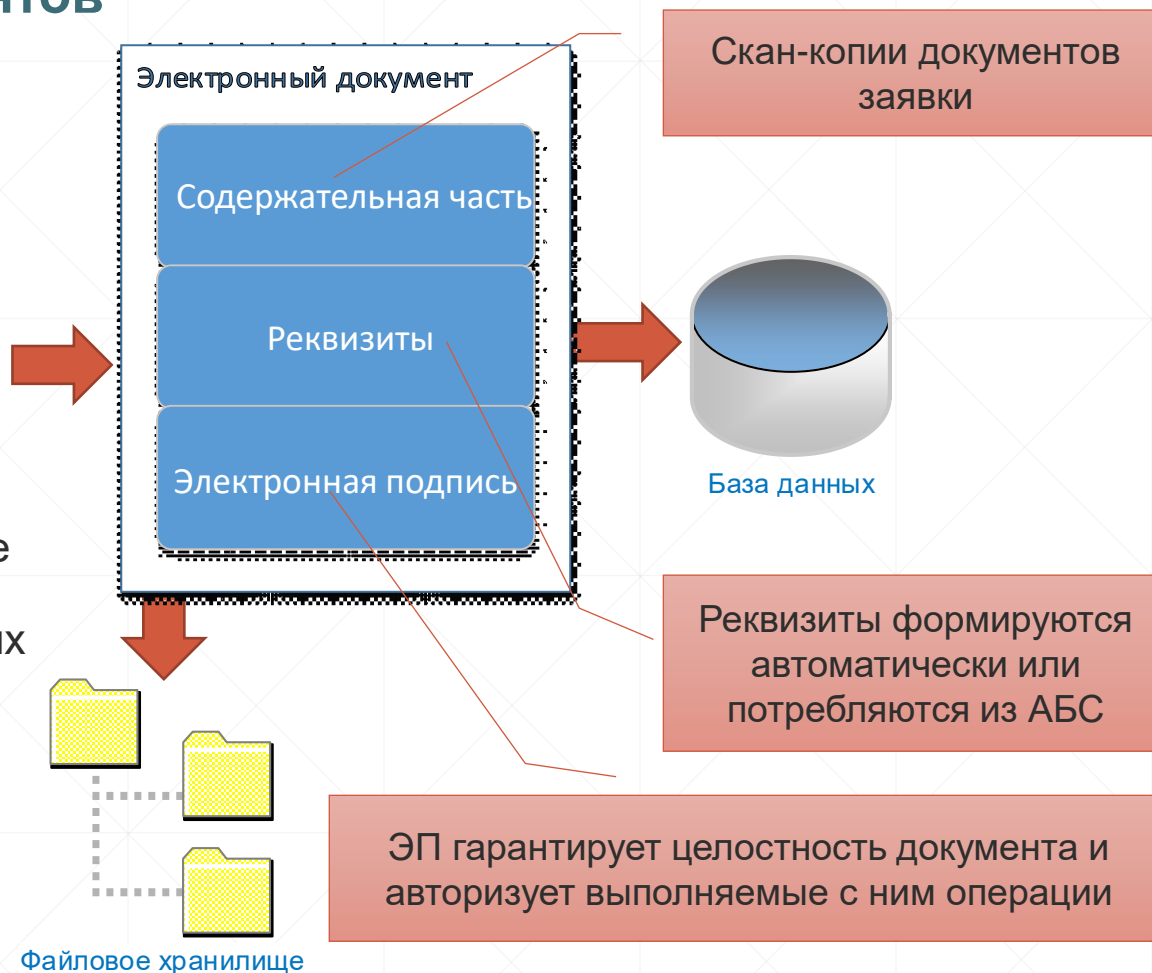 Электронный документ
Скан-копии документов
заявки
Содержательная часть
Реквизиты
Электронная подпись
База данных
Реквизиты формируются
автоматически или
потребляются из АБС
ЭП гарантирует целостность документа и
авторизует выполняемые с ним операции
Файловое хранилище